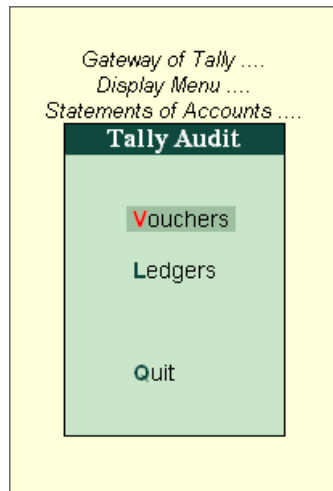 Gateway of Tally ....
Display Menu ....
Statements of Accounts ....
Tally Audit
Vouchers
Ledgers
Quit